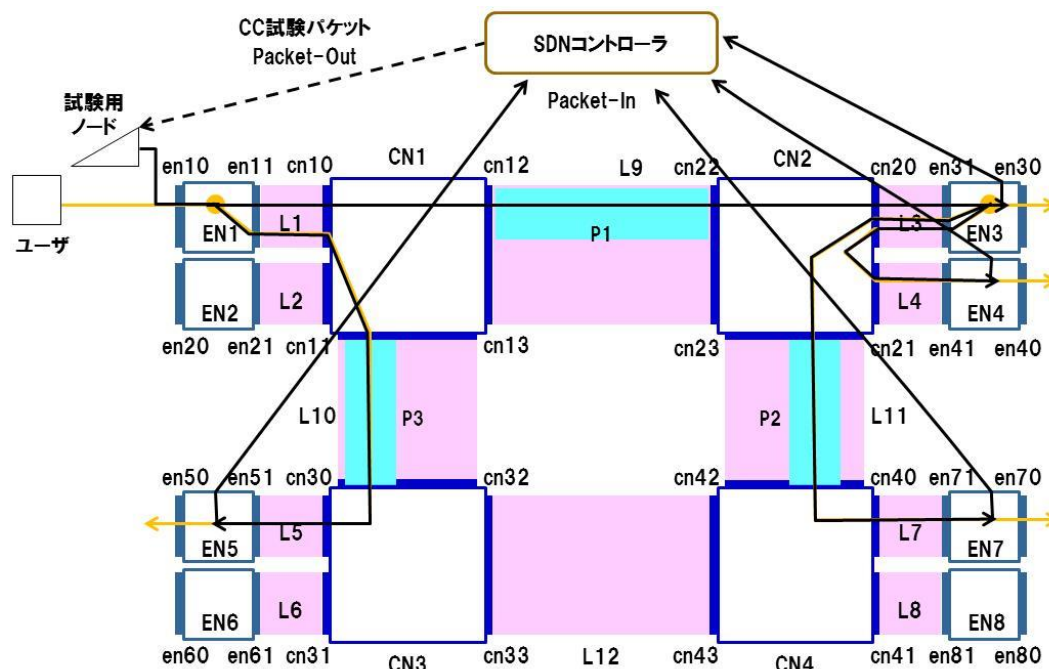 CC試験パケット
Packet-Out
SDNコントローラ
Packet-In
試験用
ノード
ユーザ
en10 en11 cn10 CN1 cn12 L9 cn22 CN2 cn20 en31 en30
EN1 L1 P1 L3 EN3
EN2 L2 L4 EN4
en20 en21 cn11 cn13 cn23 cn21 en41 en40
L10 P3 P2 L11
en50 en51 cn30 cn32 cn42 cn40 en71 en70
EN5 L5 L7 EN7
EN6 L6 L8 EN8
en60 en61 cn31 CN3 cn33 L12 cn43 CN4 cn41 en81 en80